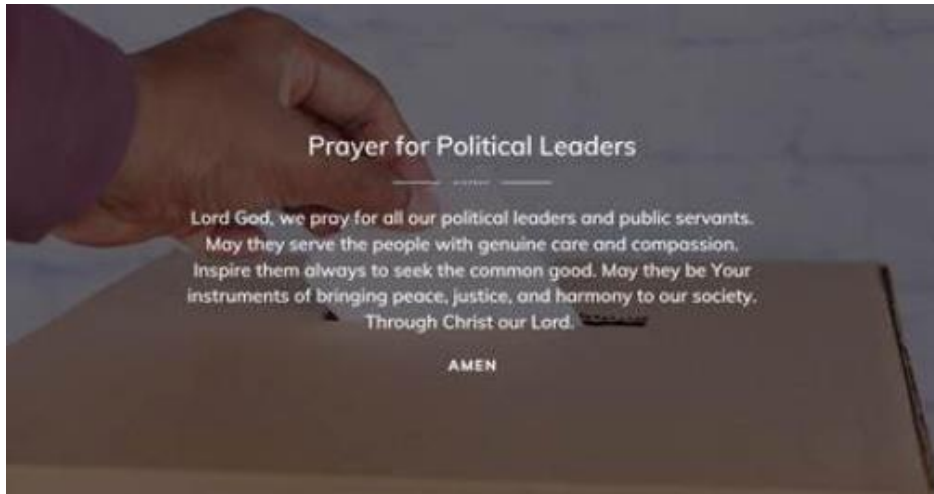 Prayer for Political Leaders
Lord God, we pray for all our political leaders and public servants.
May they serve the people with genuine care and compassion.
Inspire them always to seek the common good. May they be Your
instruments of bringing peace, justice, and harmony to our society.
Through Christ our Lord.
AMEN